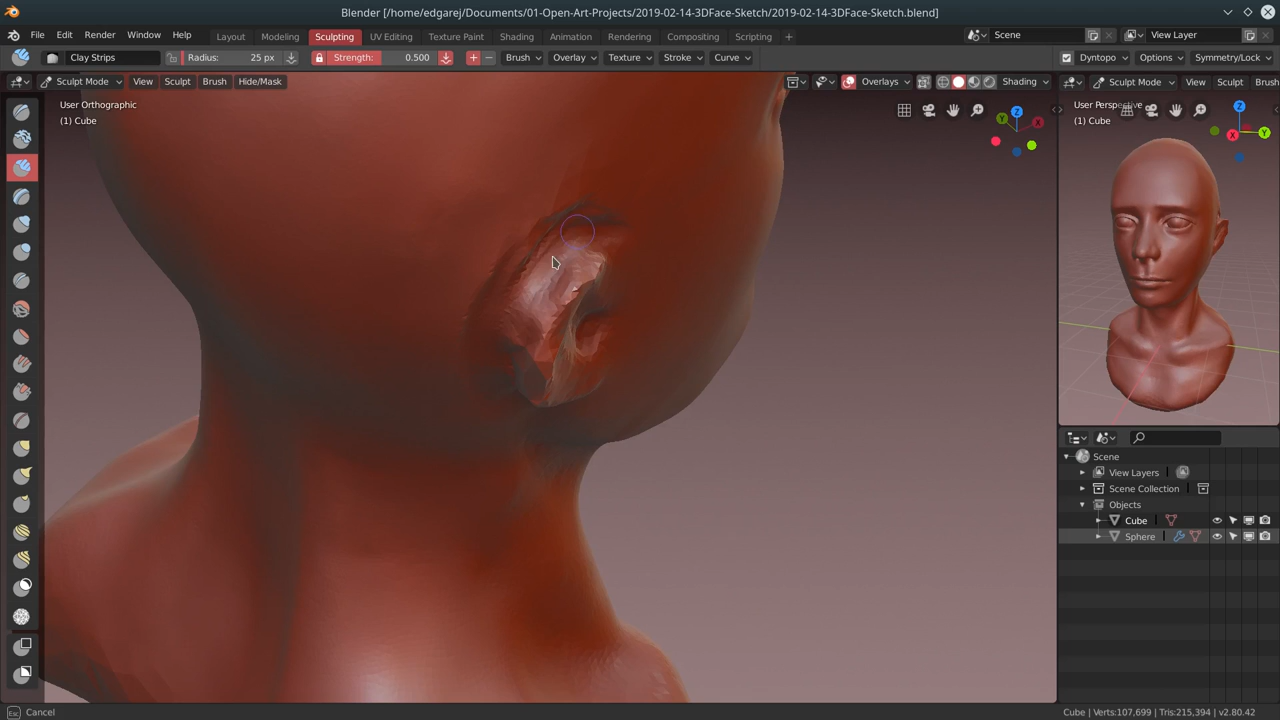 Blender [/home/edgarej/Documents/01-Open-Art-Projects/2019-02-14-3DFace-Sketch/2019-02-14-3DFace-Sketch.blend]
File Edit Render Window Help Layout Modeling Sculpting UV Editing Texture Paint Shading Animation Rendering Compositing Scripting + Scene View Layer
Clay Strips Radius: 25 px Strength: 0.500 + − Brush Overlay Texture Stroke Curve Dyntopo Options Symmetry/Lock
Sculpt Mode View Sculpt Brush Hide/Mask Overlays Shading Sculpt Mode View Sculpt Brush
User Orthographic
(1) Cube
Y Z X
User Perspective
(1) Cube
Z X Y
Scene
View Layers
Scene Collection
Objects
Cube
Sphere
Esc Cancel
Cube | Verts:107,699 | Tris:215,394 | v2.80.42